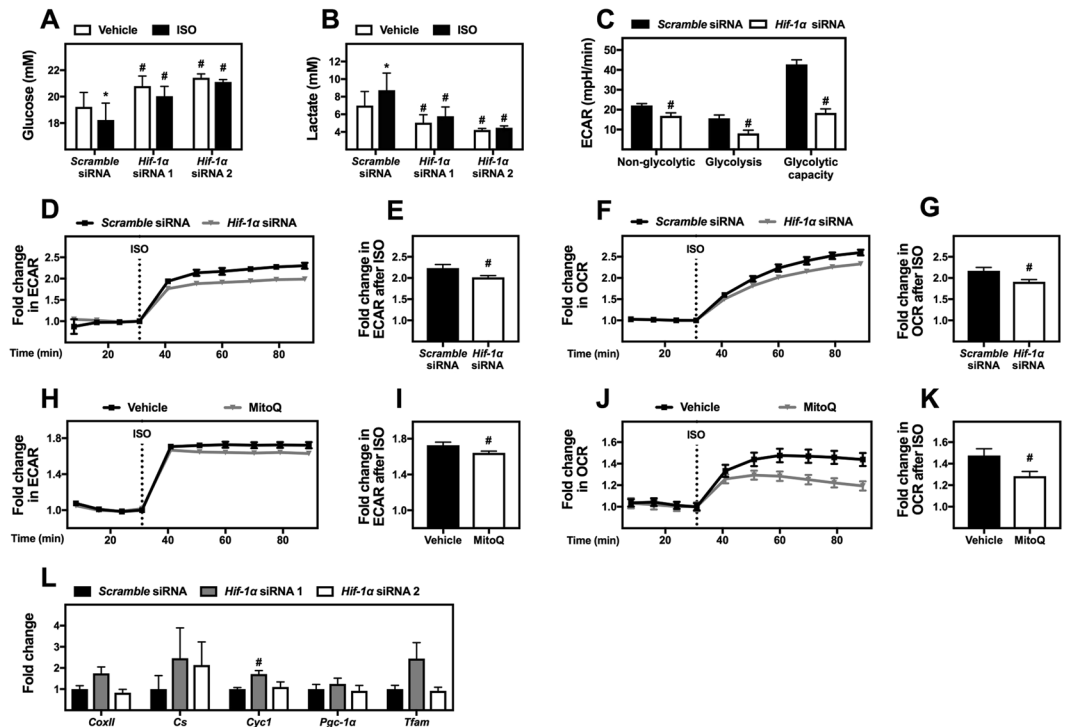 A
Vehicle ISO
Glucose (mM)
22
20
18
* # # # #
Scramble siRNA
Hif-1α siRNA 1
Hif-1α siRNA 2
B
Vehicle ISO
Lactate (mM)
12
10
8
6
4
* # # # #
Scramble siRNA
Hif-1α siRNA 1
Hif-1α siRNA 2
C
Scramble siRNA Hif-1α siRNA
ECAR (mpH/min)
60
40
20
# # #
Non-glycolytic
Glycolysis
Glycolytic capacity
D
Scramble siRNA Hif-1α siRNA
ISO
Fold change in ECAR
2.5
2.0
1.5
1.0
Time (min) 20 40 60 80
E
Fold change in ECAR after ISO
2.5
2.0
1.5
1.0
#
Scramble siRNA
Hif-1α siRNA
F
Scramble siRNA Hif-1α siRNA
ISO
Fold change in OCR
2.5
2.0
1.5
1.0
Time (min) 20 40 60 80
G
Fold change in OCR after ISO
2.5
2.0
1.5
1.0
#
Scramble siRNA
Hif-1α siRNA
H
Vehicle MitoQ
ISO
Fold change in ECAR
1.8
1.4
1.0
Time (min) 20 40 60 80
I
Fold change in ECAR after ISO
1.8
1.4
1.0
#
Vehicle MitoQ
J
Vehicle MitoQ
ISO
Fold change in OCR
1.6
1.4
1.2
1.0
Time (min) 20 40 60 80
K
Fold change in OCR after ISO
1.6
1.4
1.2
1.0
#
Vehicle MitoQ
L
Scramble siRNA Hif-1α siRNA 1 Hif-1α siRNA 2
Fold change
4
3
2
1
#
CoxII Cs Cyc1 Pgc-1α Tfam